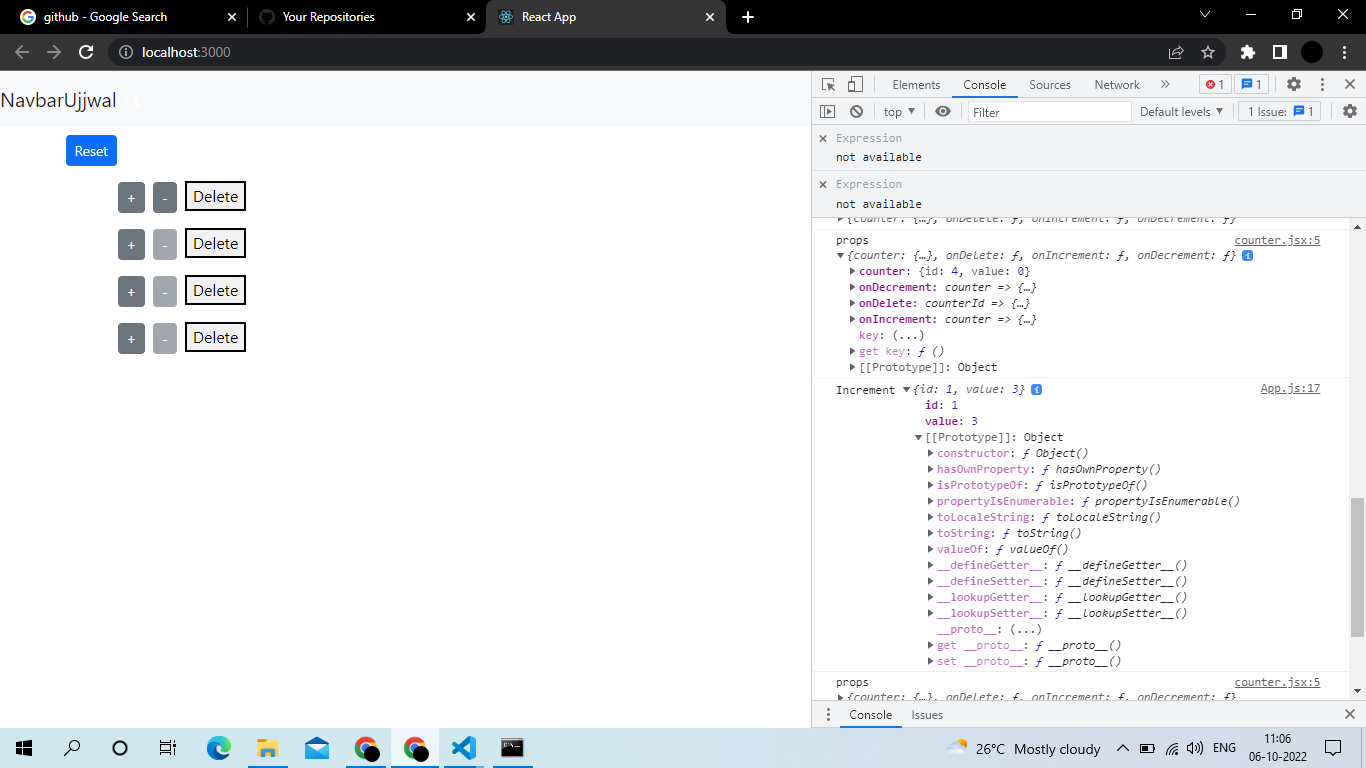 github - Google Search
Your Repositories
React App
localhost:3000
NavbarUjjwal 1
Reset
+ - Delete
+ - Delete
+ - Delete
+ - Delete
Elements Console Sources Network » 1 1
top ▼ Filter Default levels ▼ 1 Issue: 1
Expression
not available
Expression
not available
{counter: {…}, onDelete: ƒ, onIncrement: ƒ, onDecrement: ƒ}
props counter.jsx:5
{counter: {…}, onDelete: ƒ, onIncrement: ƒ, onDecrement: ƒ} i
counter: {id: 4, value: 0}
onDecrement: counter => {…}
onDelete: counterId => {…}
onIncrement: counter => {…}
key: (...)
get key: ƒ ()
[[Prototype]]: Object
Increment {id: 1, value: 3} i App.js:17
id: 1
value: 3
[[Prototype]]: Object
constructor: ƒ Object()
hasOwnProperty: ƒ hasOwnProperty()
isPrototypeOf: ƒ isPrototypeOf()
propertyIsEnumerable: ƒ propertyIsEnumerable()
toLocaleString: ƒ toLocaleString()
toString: ƒ toString()
valueOf: ƒ valueOf()
__defineGetter__: ƒ __defineGetter__()
__defineSetter__: ƒ __defineSetter__()
__lookupGetter__: ƒ __lookupGetter__()
__lookupSetter__: ƒ __lookupSetter__()
__proto__: (...)
get __proto__: ƒ __proto__()
set __proto__: ƒ __proto__()
props counter.jsx:5
{counter: {…}, onDelete: ƒ, onIncrement: ƒ, onDecrement: ƒ}
Console Issues
26°C Mostly cloudy ENG 11:06
06-10-2022